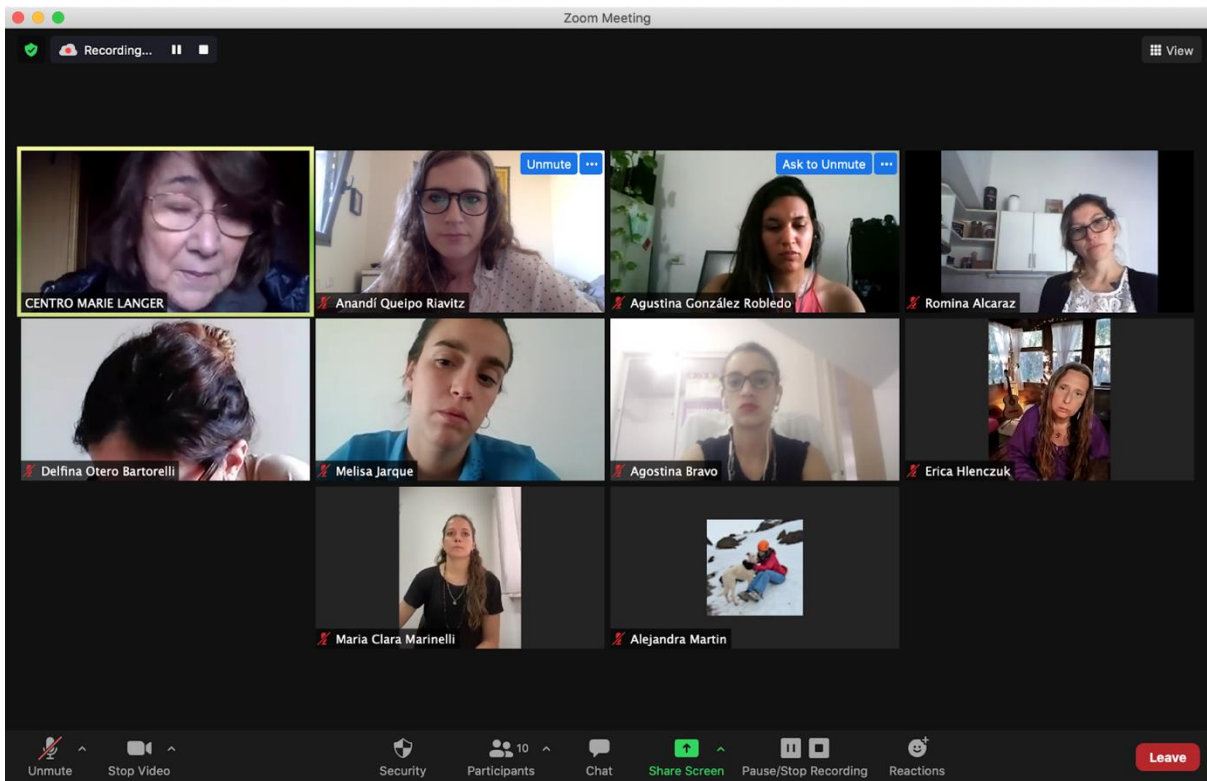 Zoom Meeting
Recording...
View
CENTRO MARIE LANGER
Unmute
Anandí Queipo Riavitz
Ask to Unmute
Agustina González Robledo
Romina Alcaraz
Delfina Otero Bartorelli
Melisa Jarque
Agostina Bravo
Erica Hlenczuk
Maria Clara Marinelli
Alejandra Martin
Unmute
Stop Video
Security
10
Participants
Chat
Share Screen
Pause/Stop Recording
Reactions
Leave